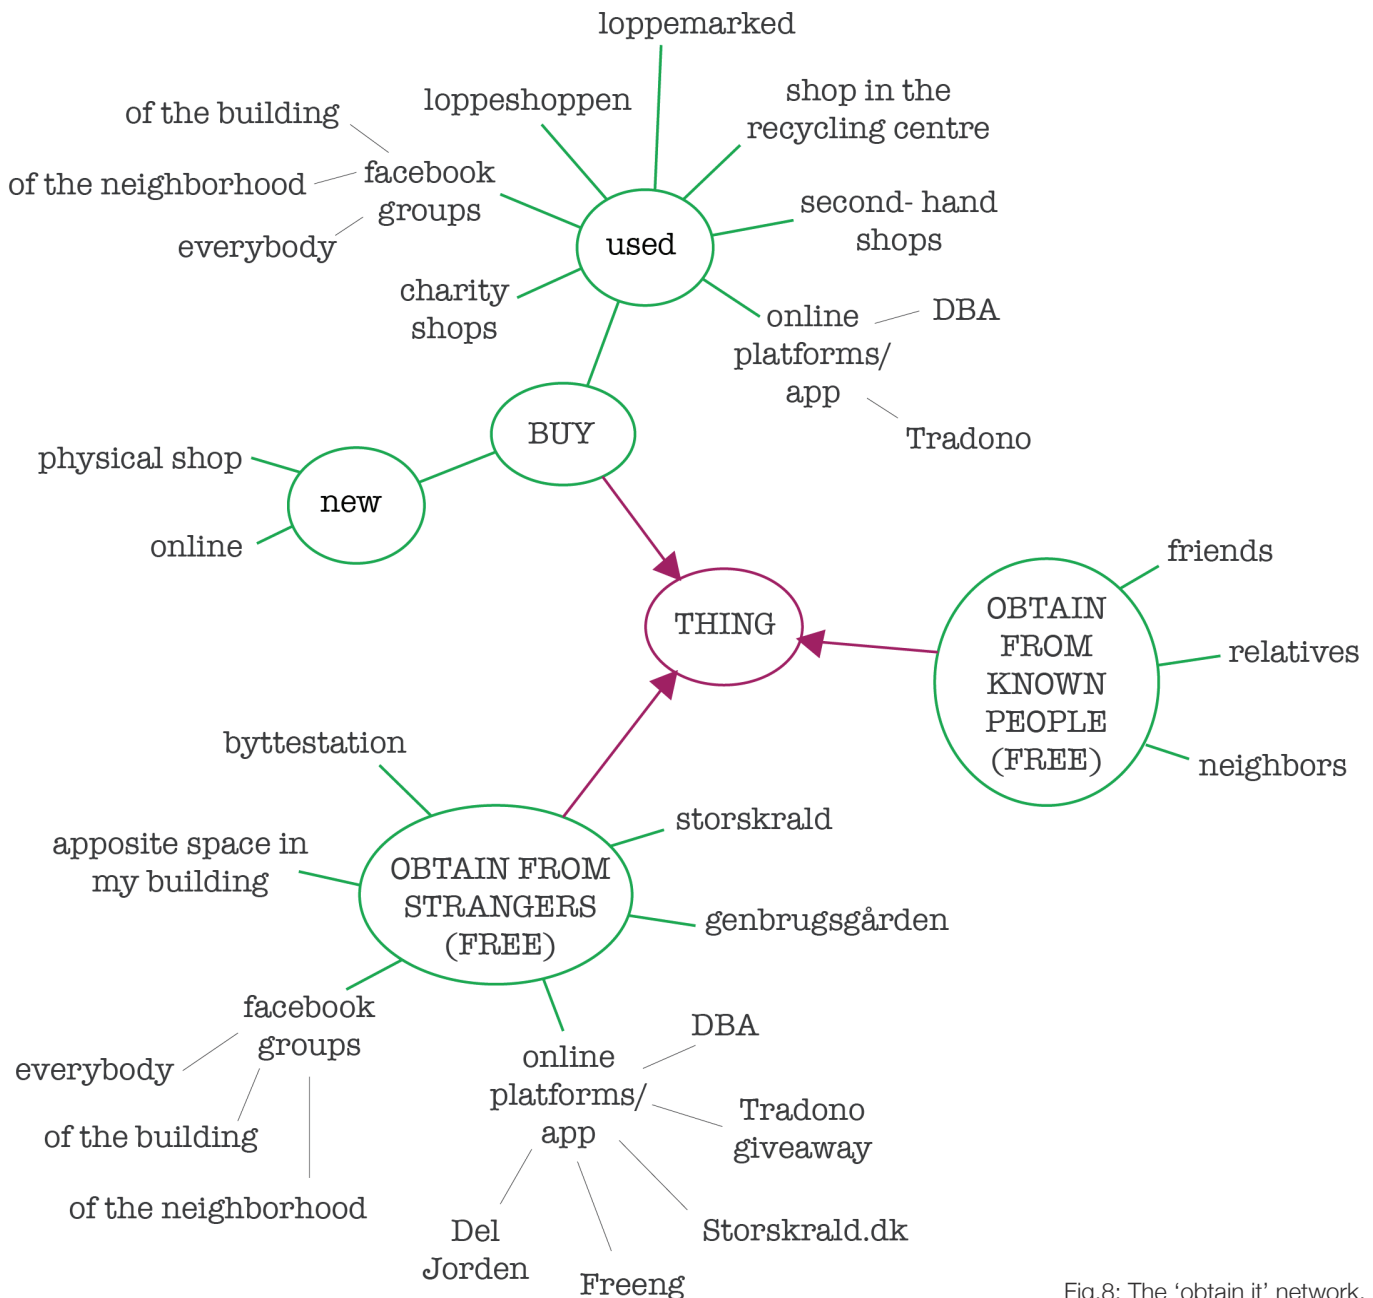 loppemarked
loppeshoppen
shop in the
recycling centre
of the building
of the neighborhood
everybody
facebook
groups
second- hand
shops
used
charity
shops
online
platforms/
app
DBA
Tradono
BUY
physical shop
new
online
THING
OBTAIN
FROM
KNOWN
PEOPLE
(FREE)
friends
relatives
neighbors
byttestation
storskrald
apposite space in
my building
OBTAIN FROM
STRANGERS
(FREE)
genbrugsgården
facebook
groups
everybody
of the building
of the neighborhood
online
platforms/
app
DBA
Tradono
giveaway
Storskrald.dk
Del
Jorden
Freeng
Fig.8: The ‘obtain it’ network.